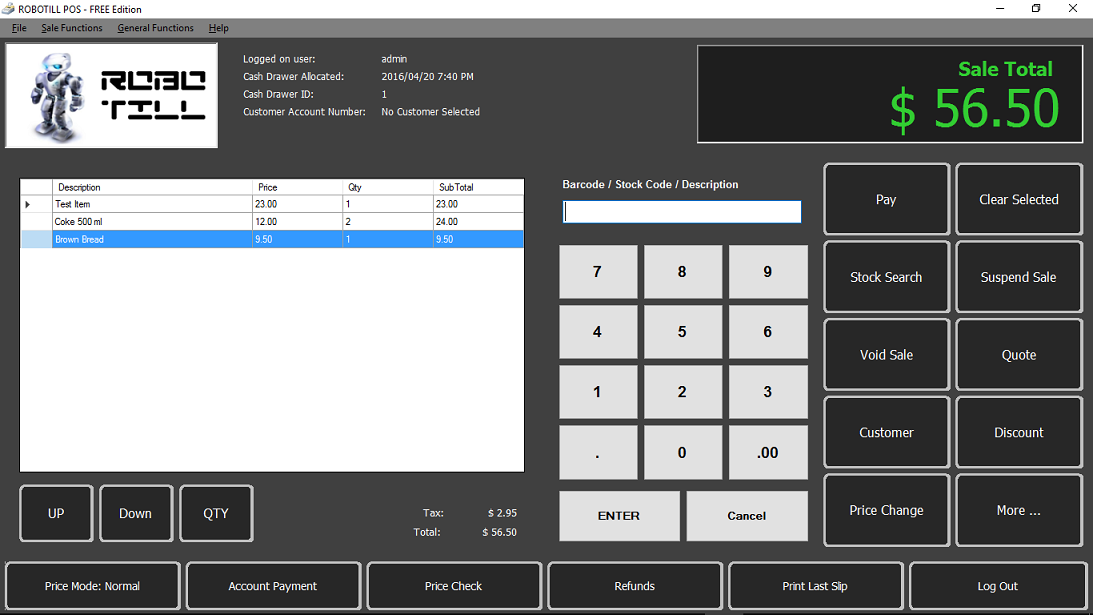 ROBOTILL POS - FREE Edition
File Sale Functions General Functions Help
ROBO
TILL
Logged on user: admin
Cash Drawer Allocated: 2016/04/20 7:40 PM
Cash Drawer ID: 1
Customer Account Number: No Customer Selected
Sale Total
$ 56.50
Description Price Qty SubTotal
Test Item 23.00 1 23.00
Coke 500 ml 12.00 2 24.00
Brown Bread 9.50 1 9.50
UP Down QTY
Tax: $ 2.95
Total: $ 56.50
Barcode / Stock Code / Description
7 8 9
4 5 6
1 2 3
. 0 .00
ENTER Cancel
Pay Clear Selected
Stock Search Suspend Sale
Void Sale Quote
Customer Discount
Price Change More ...
Price Mode: Normal Account Payment Price Check Refunds Print Last Slip Log Out